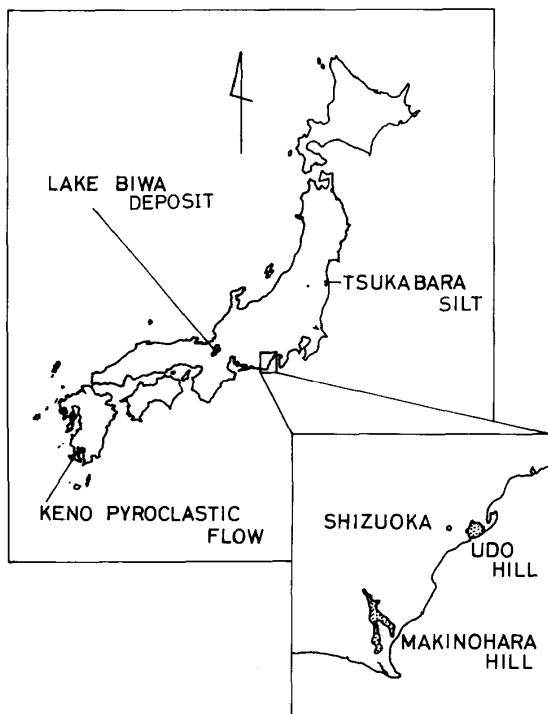 LAKE BIWA
DEPOSIT
TSUKABARA
SILT
KENO PYROCLASTIC
FLOW
SHIZUOKA
UDO
HILL
MAKINOHARA
HILL